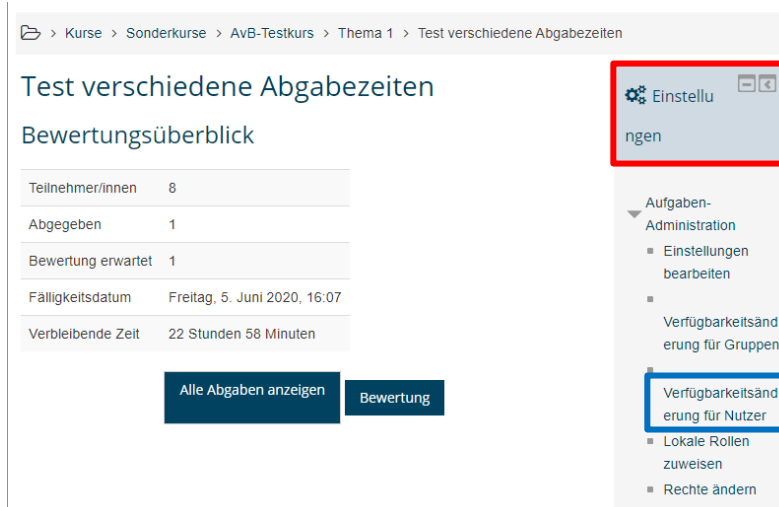 > Kurse > Sonderkurse > AvB-Testkurs > Thema 1 > Test verschiedene Abgabezeiten
Test verschiedene Abgabezeiten
Bewertungsüberblick
Teilnehmer/innen 8
Abgegeben 1
Bewertung erwartet 1
Fälligkeitsdatum Freitag, 5. Juni 2020, 16:07
Verbleibende Zeit 22 Stunden 58 Minuten
Alle Abgaben anzeigen
Bewertung
Einstellu
ngen
Aufgaben-
Administration
Einstellungen
bearbeiten
Verfügbarkeitsänd
erung für Gruppen
Verfügbarkeitsänd
erung für Nutzer
Lokale Rollen
zuweisen
Rechte ändern